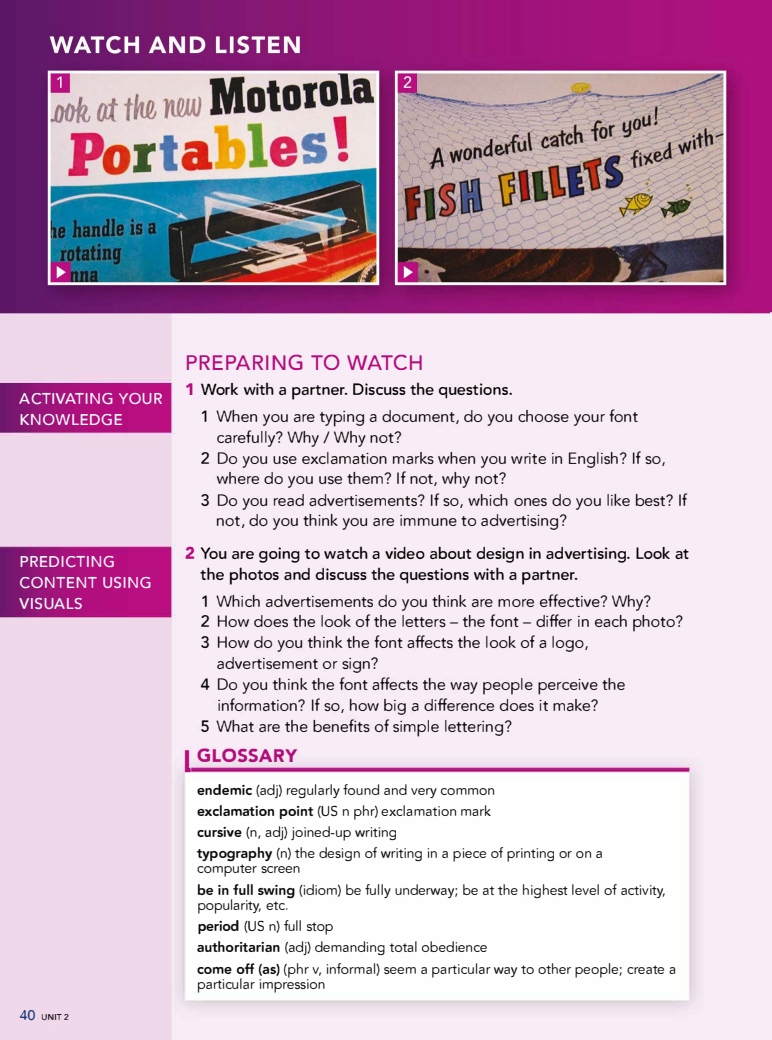 WATCH AND LISTEN
1
ook at the new Motorola
Portables!
he handle is a
rotating
nna
2
A wonderful catch for you!
FISH FILLETS fixed with–
PREPARING TO WATCH
ACTIVATING YOUR
KNOWLEDGE
1 Work with a partner. Discuss the questions.
1 When you are typing a document, do you choose your font
carefully? Why / Why not?
2 Do you use exclamation marks when you write in English? If so,
where do you use them? If not, why not?
3 Do you read advertisements? If so, which ones do you like best? If
not, do you think you are immune to advertising?
PREDICTING
CONTENT USING
VISUALS
2 You are going to watch a video about design in advertising. Look at
the photos and discuss the questions with a partner.
1 Which advertisements do you think are more effective? Why?
2 How does the look of the letters – the font – differ in each photo?
3 How do you think the font affects the look of a logo,
advertisement or sign?
4 Do you think the font affects the way people perceive the
information? If so, how big a difference does it make?
5 What are the benefits of simple lettering?
GLOSSARY
endemic (adj) regularly found and very common
exclamation point (US n phr) exclamation mark
cursive (n, adj) joined-up writing
typography (n) the design of writing in a piece of printing or on a
computer screen
be in full swing (idiom) be fully underway; be at the highest level of activity,
popularity, etc.
period (US n) full stop
authoritarian (adj) demanding total obedience
come off (as) (phr v, informal) seem a particular way to other people; create a
particular impression
40 UNIT 2